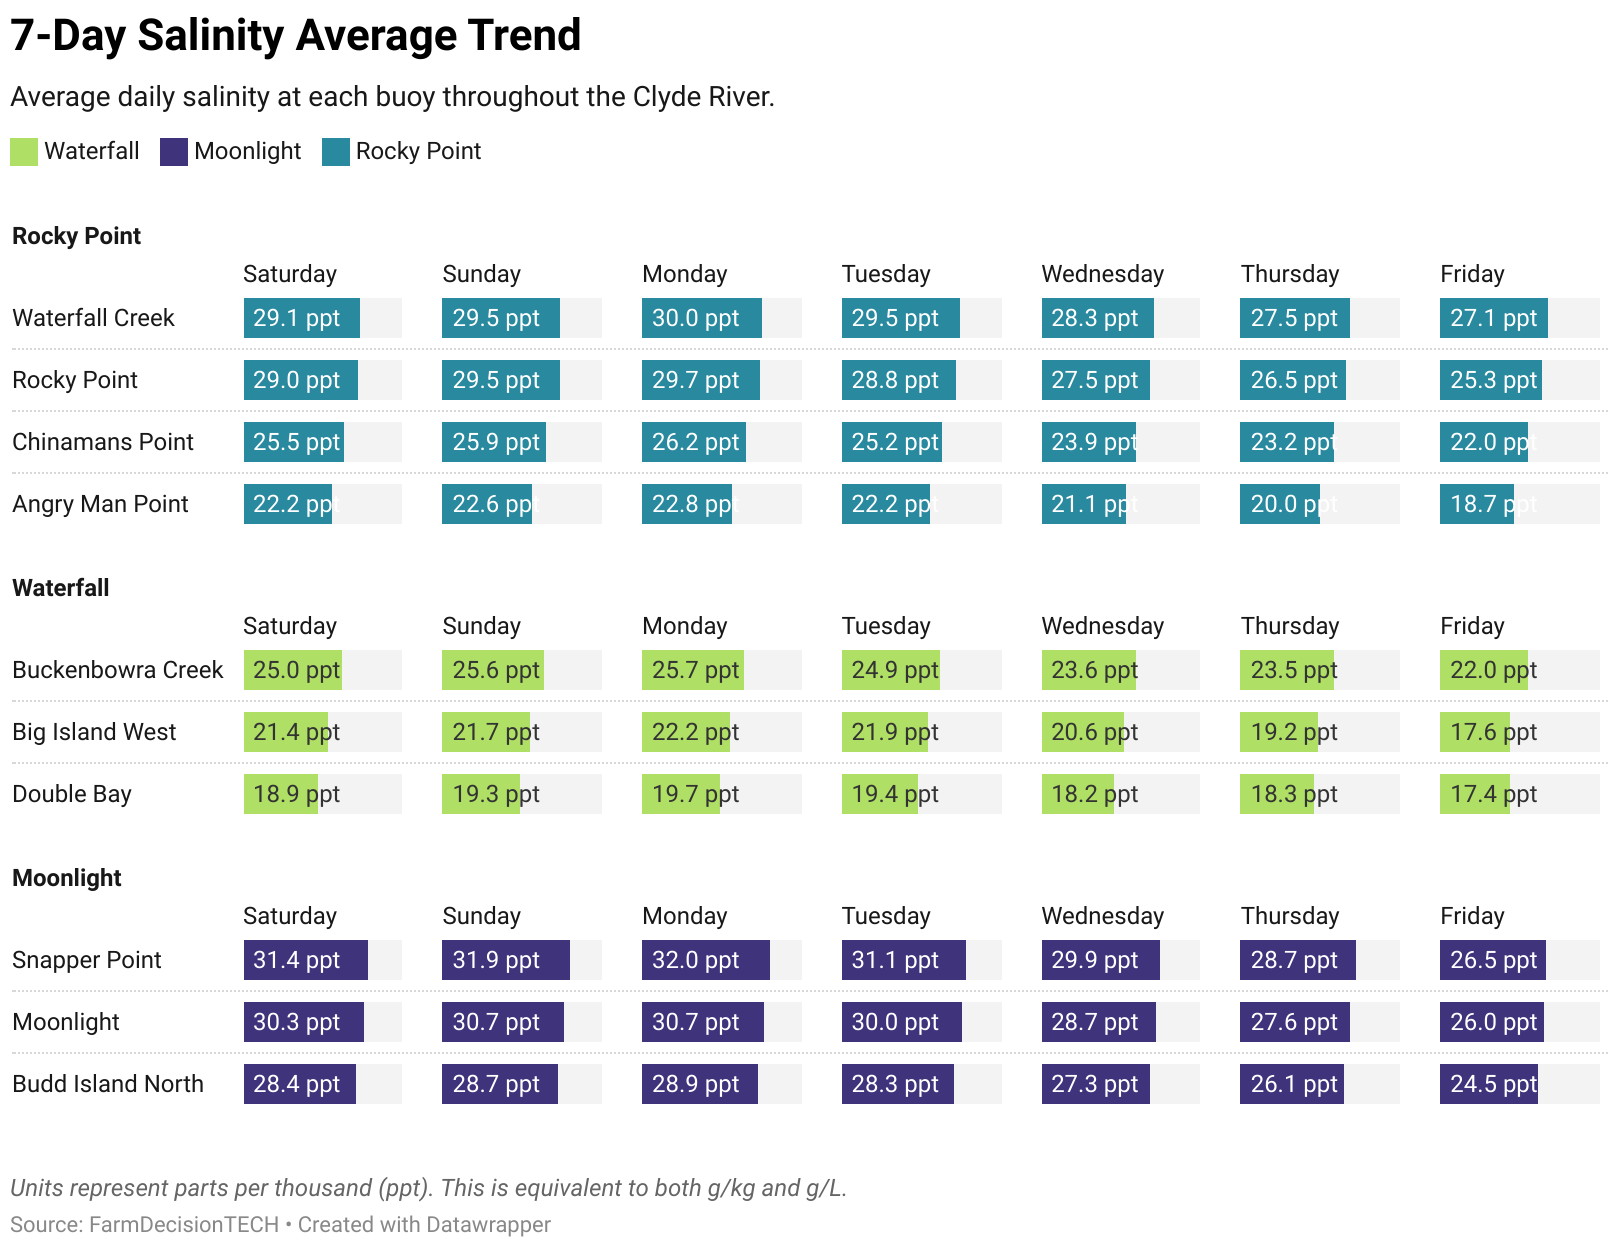 7-Day Salinity Average Trend
Average daily salinity at each buoy throughout the Clyde River.
Waterfall Moonlight Rocky Point
Rocky Point
Saturday Sunday Monday Tuesday Wednesday Thursday Friday
Waterfall Creek 29.1 ppt 29.5 ppt 30.0 ppt 29.5 ppt 28.3 ppt 27.5 ppt 27.1 ppt
Rocky Point 29.0 ppt 29.5 ppt 29.7 ppt 28.8 ppt 27.5 ppt 26.5 ppt 25.3 ppt
Chinamans Point 25.5 ppt 25.9 ppt 26.2 ppt 25.2 ppt 23.9 ppt 23.2 ppt 22.0 ppt
Angry Man Point 22.2 ppt 22.6 ppt 22.8 ppt 22.2 ppt 21.1 ppt 20.0 ppt 18.7 ppt
Waterfall
Saturday Sunday Monday Tuesday Wednesday Thursday Friday
Buckenbowra Creek 25.0 ppt 25.6 ppt 25.7 ppt 24.9 ppt 23.6 ppt 23.5 ppt 22.0 ppt
Big Island West 21.4 ppt 21.7 ppt 22.2 ppt 21.9 ppt 20.6 ppt 19.2 ppt 17.6 ppt
Double Bay 18.9 ppt 19.3 ppt 19.7 ppt 19.4 ppt 18.2 ppt 18.3 ppt 17.4 ppt
Moonlight
Saturday Sunday Monday Tuesday Wednesday Thursday Friday
Snapper Point 31.4 ppt 31.9 ppt 32.0 ppt 31.1 ppt 29.9 ppt 28.7 ppt 26.5 ppt
Moonlight 30.3 ppt 30.7 ppt 30.7 ppt 30.0 ppt 28.7 ppt 27.6 ppt 26.0 ppt
Budd Island North 28.4 ppt 28.7 ppt 28.9 ppt 28.3 ppt 27.3 ppt 26.1 ppt 24.5 ppt
Units represent parts per thousand (ppt). This is equivalent to both g/kg and g/L.
Source: FarmDecisionTECH • Created with Datawrapper